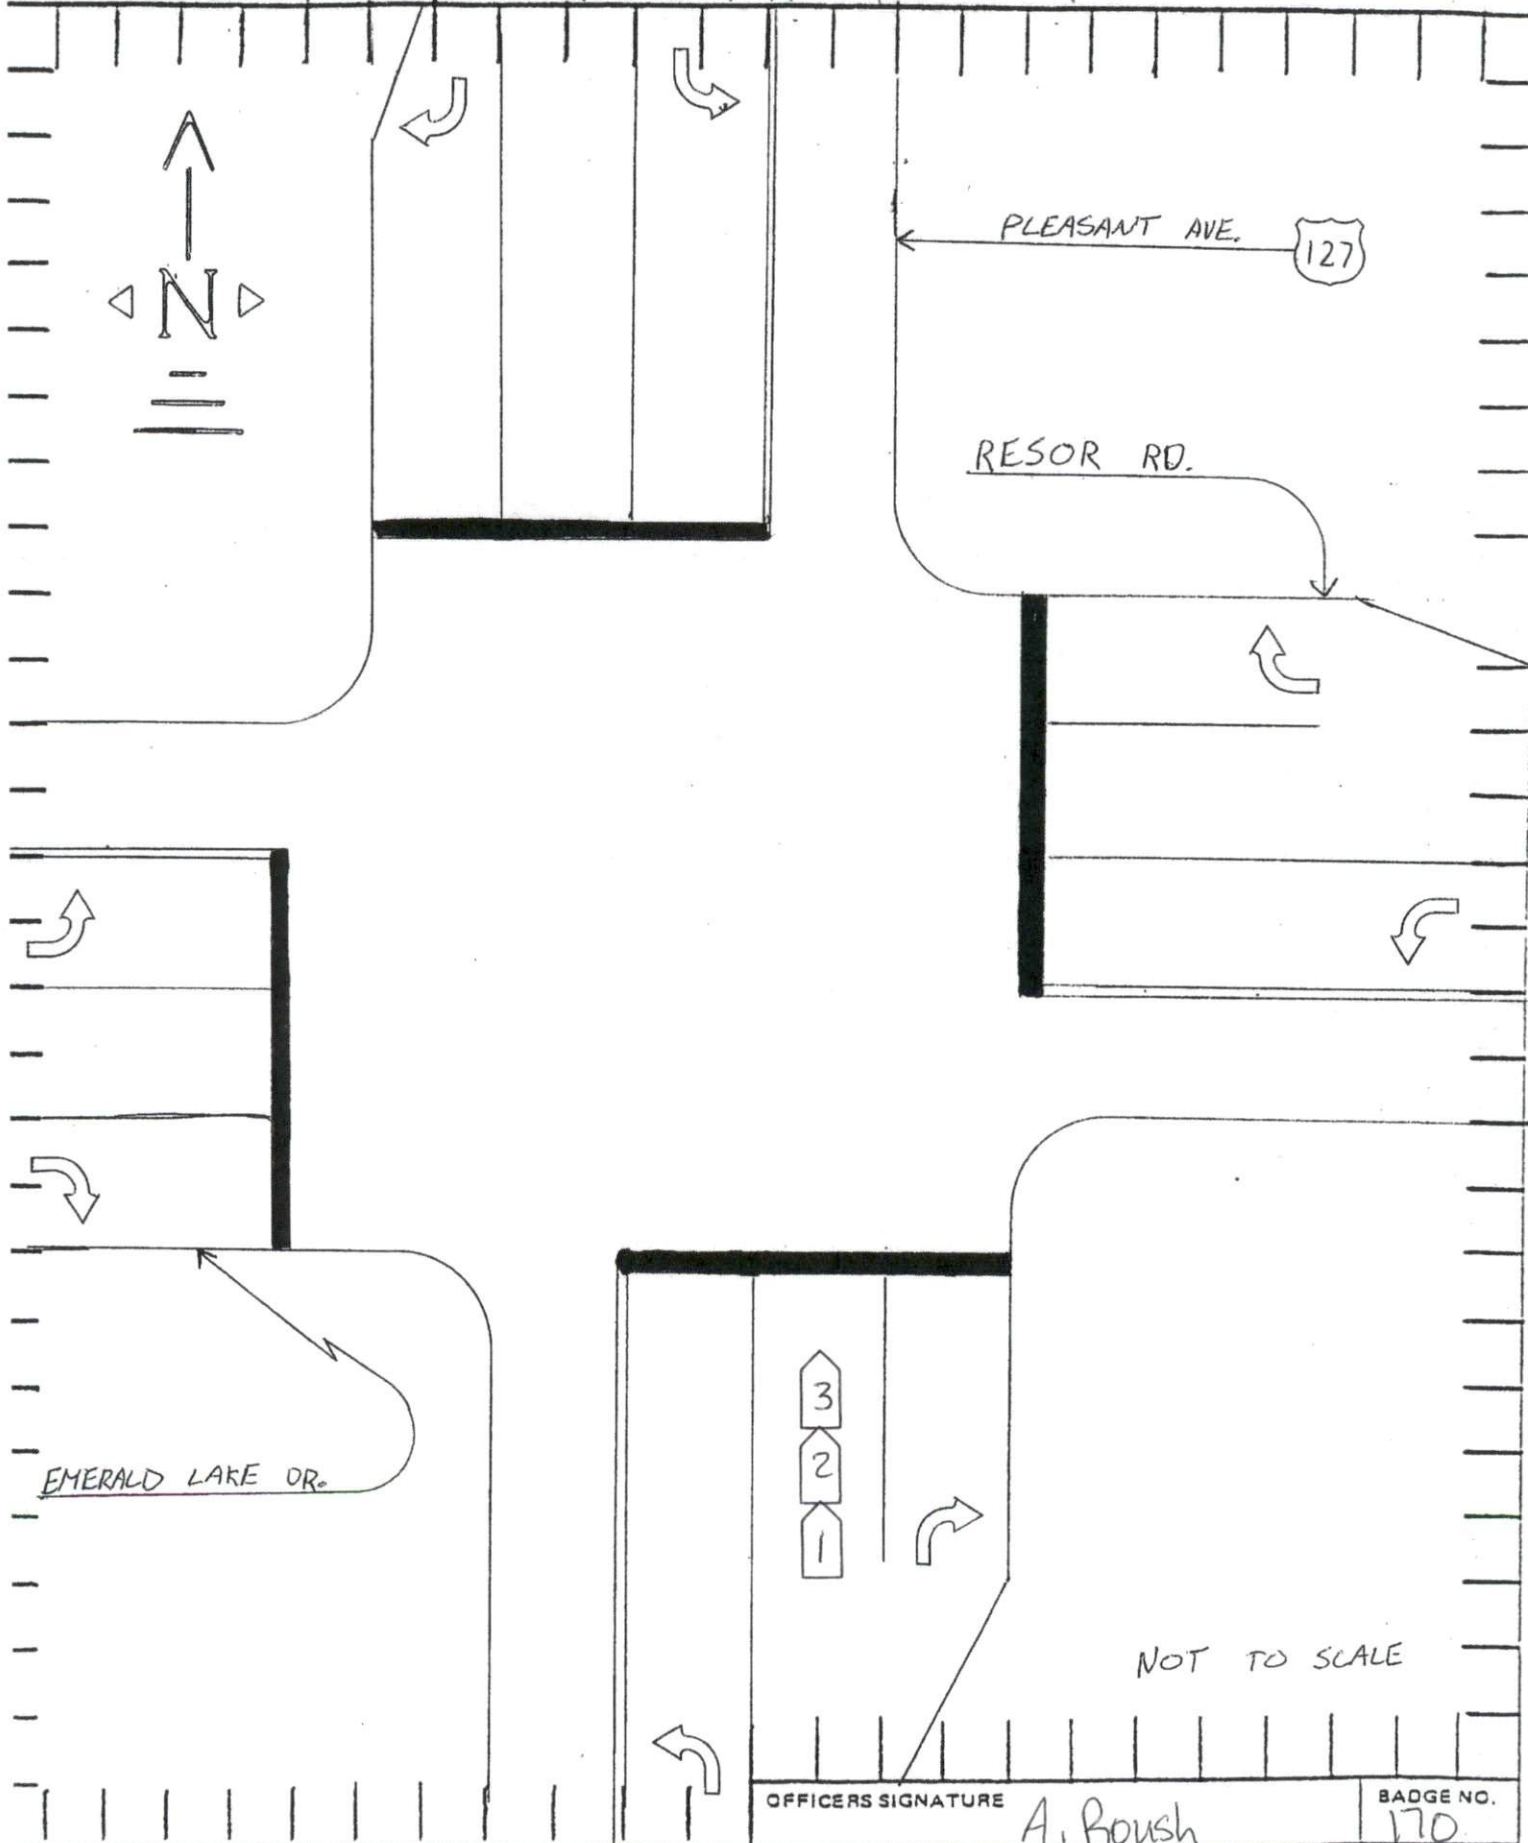 PLEASANT AVE.
127
N
RESOR RD.
3
2
1
EMERALD LAKE DR.
NOT TO SCALE
OFFICERS SIGNATURE
A. Roush
BADGE NO.
170